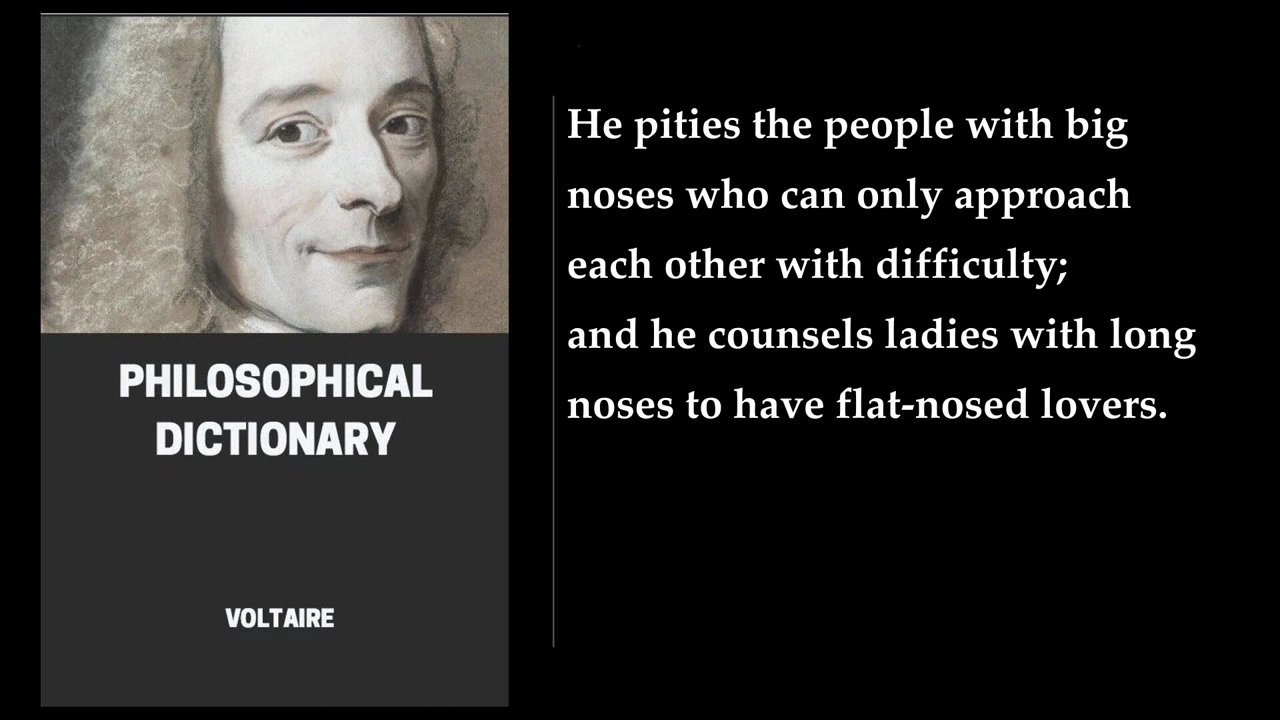 PHILOSOPHICAL
DICTIONARY
VOLTAIRE
He pities the people with big
noses who can only approach
each other with difficulty;
and he counsels ladies with long
noses to have flat-nosed lovers.